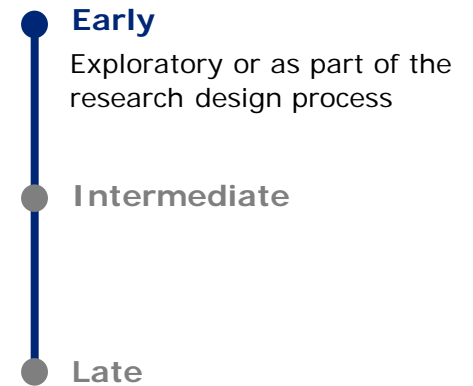 Early
Exploratory or as part of the
research design process
Intermediate
Late